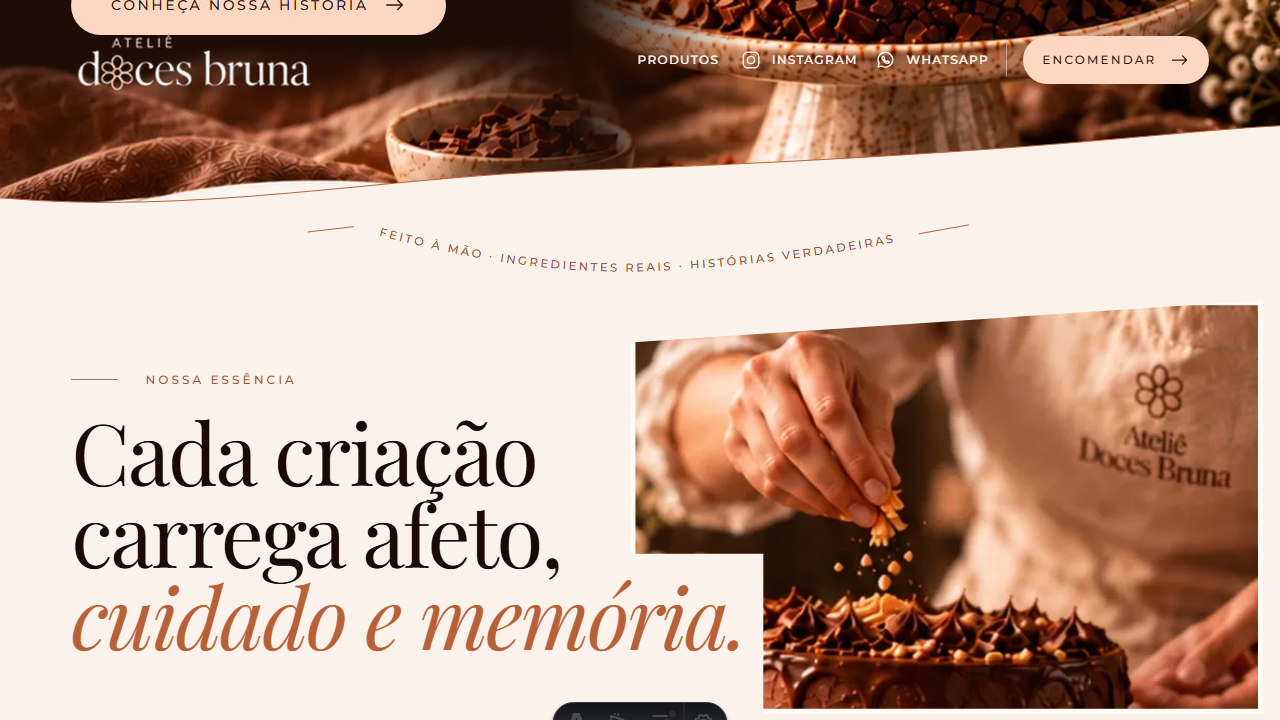 CONHEÇA NOSSA HISTÓRIA
ATELIÊ
doces bruna
PRODUTOS
INSTAGRAM
WHATSAPP
ENCOMENDAR
FEITO À MÃO · INGREDIENTES REAIS · HISTÓRIAS VERDADEIRAS
NOSSA ESSÊNCIA
Cada criação
carrega afeto,
cuidado e memória.
Ateliê
Doces Bruna